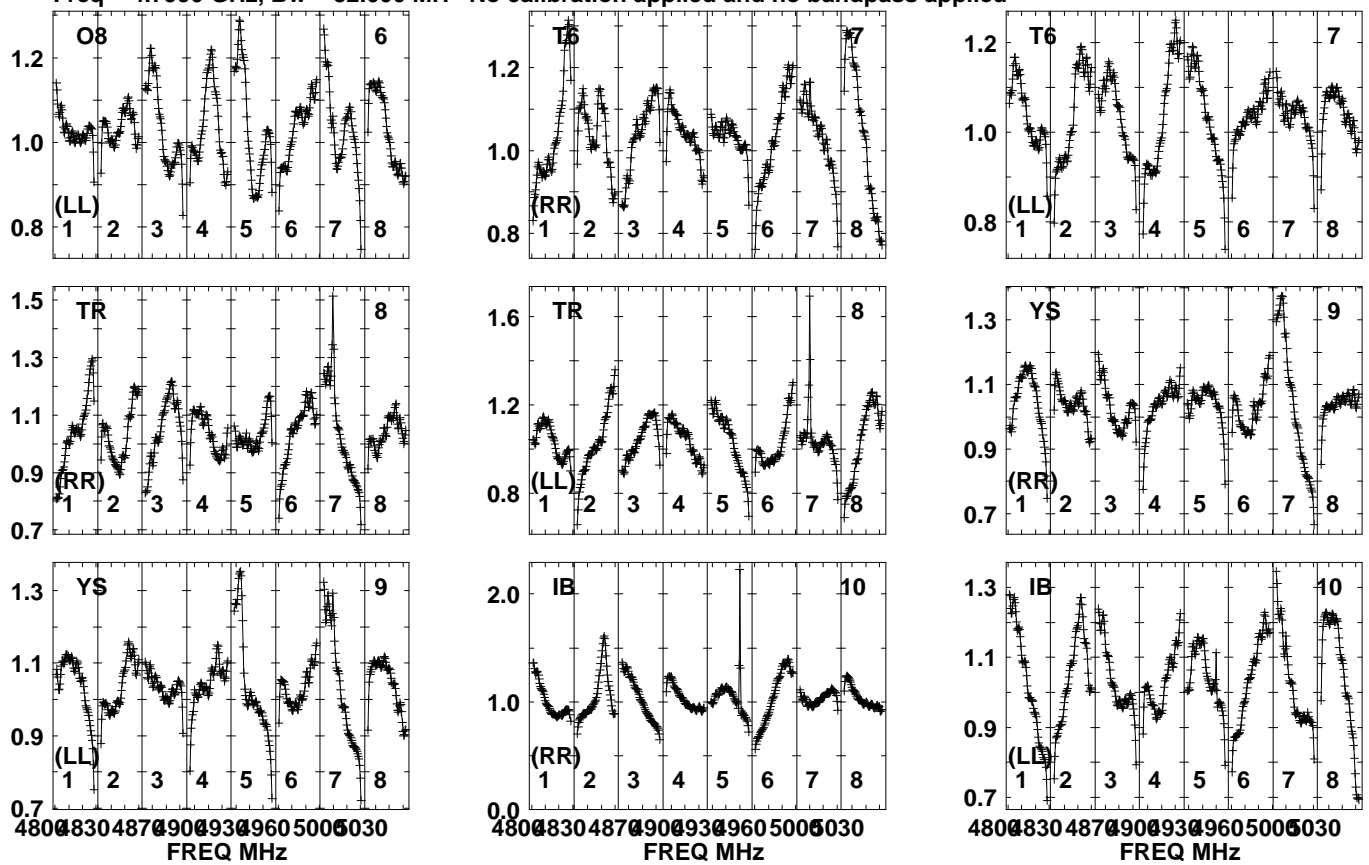 Freq GHz, Bw = 32.000 MH No calibration applied and no bandpass applied
O8 6
1.2
1.0
0.8
(LL)
1 2 3 4 5 6 7 8
T6 7
1.2
1.0
0.8
(RR)
1 2 3 4 5 6 7 8
T6 7
1.2
1.0
0.8
(LL)
1 2 3 4 5 6 7 8
TR 8
1.5
1.3
1.1
0.9
0.7
(RR)
1 2 3 4 5 6 7 8
TR 8
1.6
1.2
0.8
(LL)
1 2 3 4 5 6 7 8
YS 9
1.3
1.1
0.9
0.7
(RR)
1 2 3 4 5 6 7 8
YS 9
1.3
1.1
0.9
0.7
(LL)
1 2 3 4 5 6 7 8
4800 4830 4870 4900 4930 4960 5000 5030
FREQ MHz
IB 10
2.0
1.0
0.0
(RR)
1 2 3 4 5 6 7 8
4800 4830 4870 4900 4930 4960 5000 5030
FREQ MHz
IB 10
1.3
1.1
0.9
0.7
(LL)
1 2 3 4 5 6 7 8
4800 4830 4870 4900 4930 4960 5000 5030
FREQ MHz